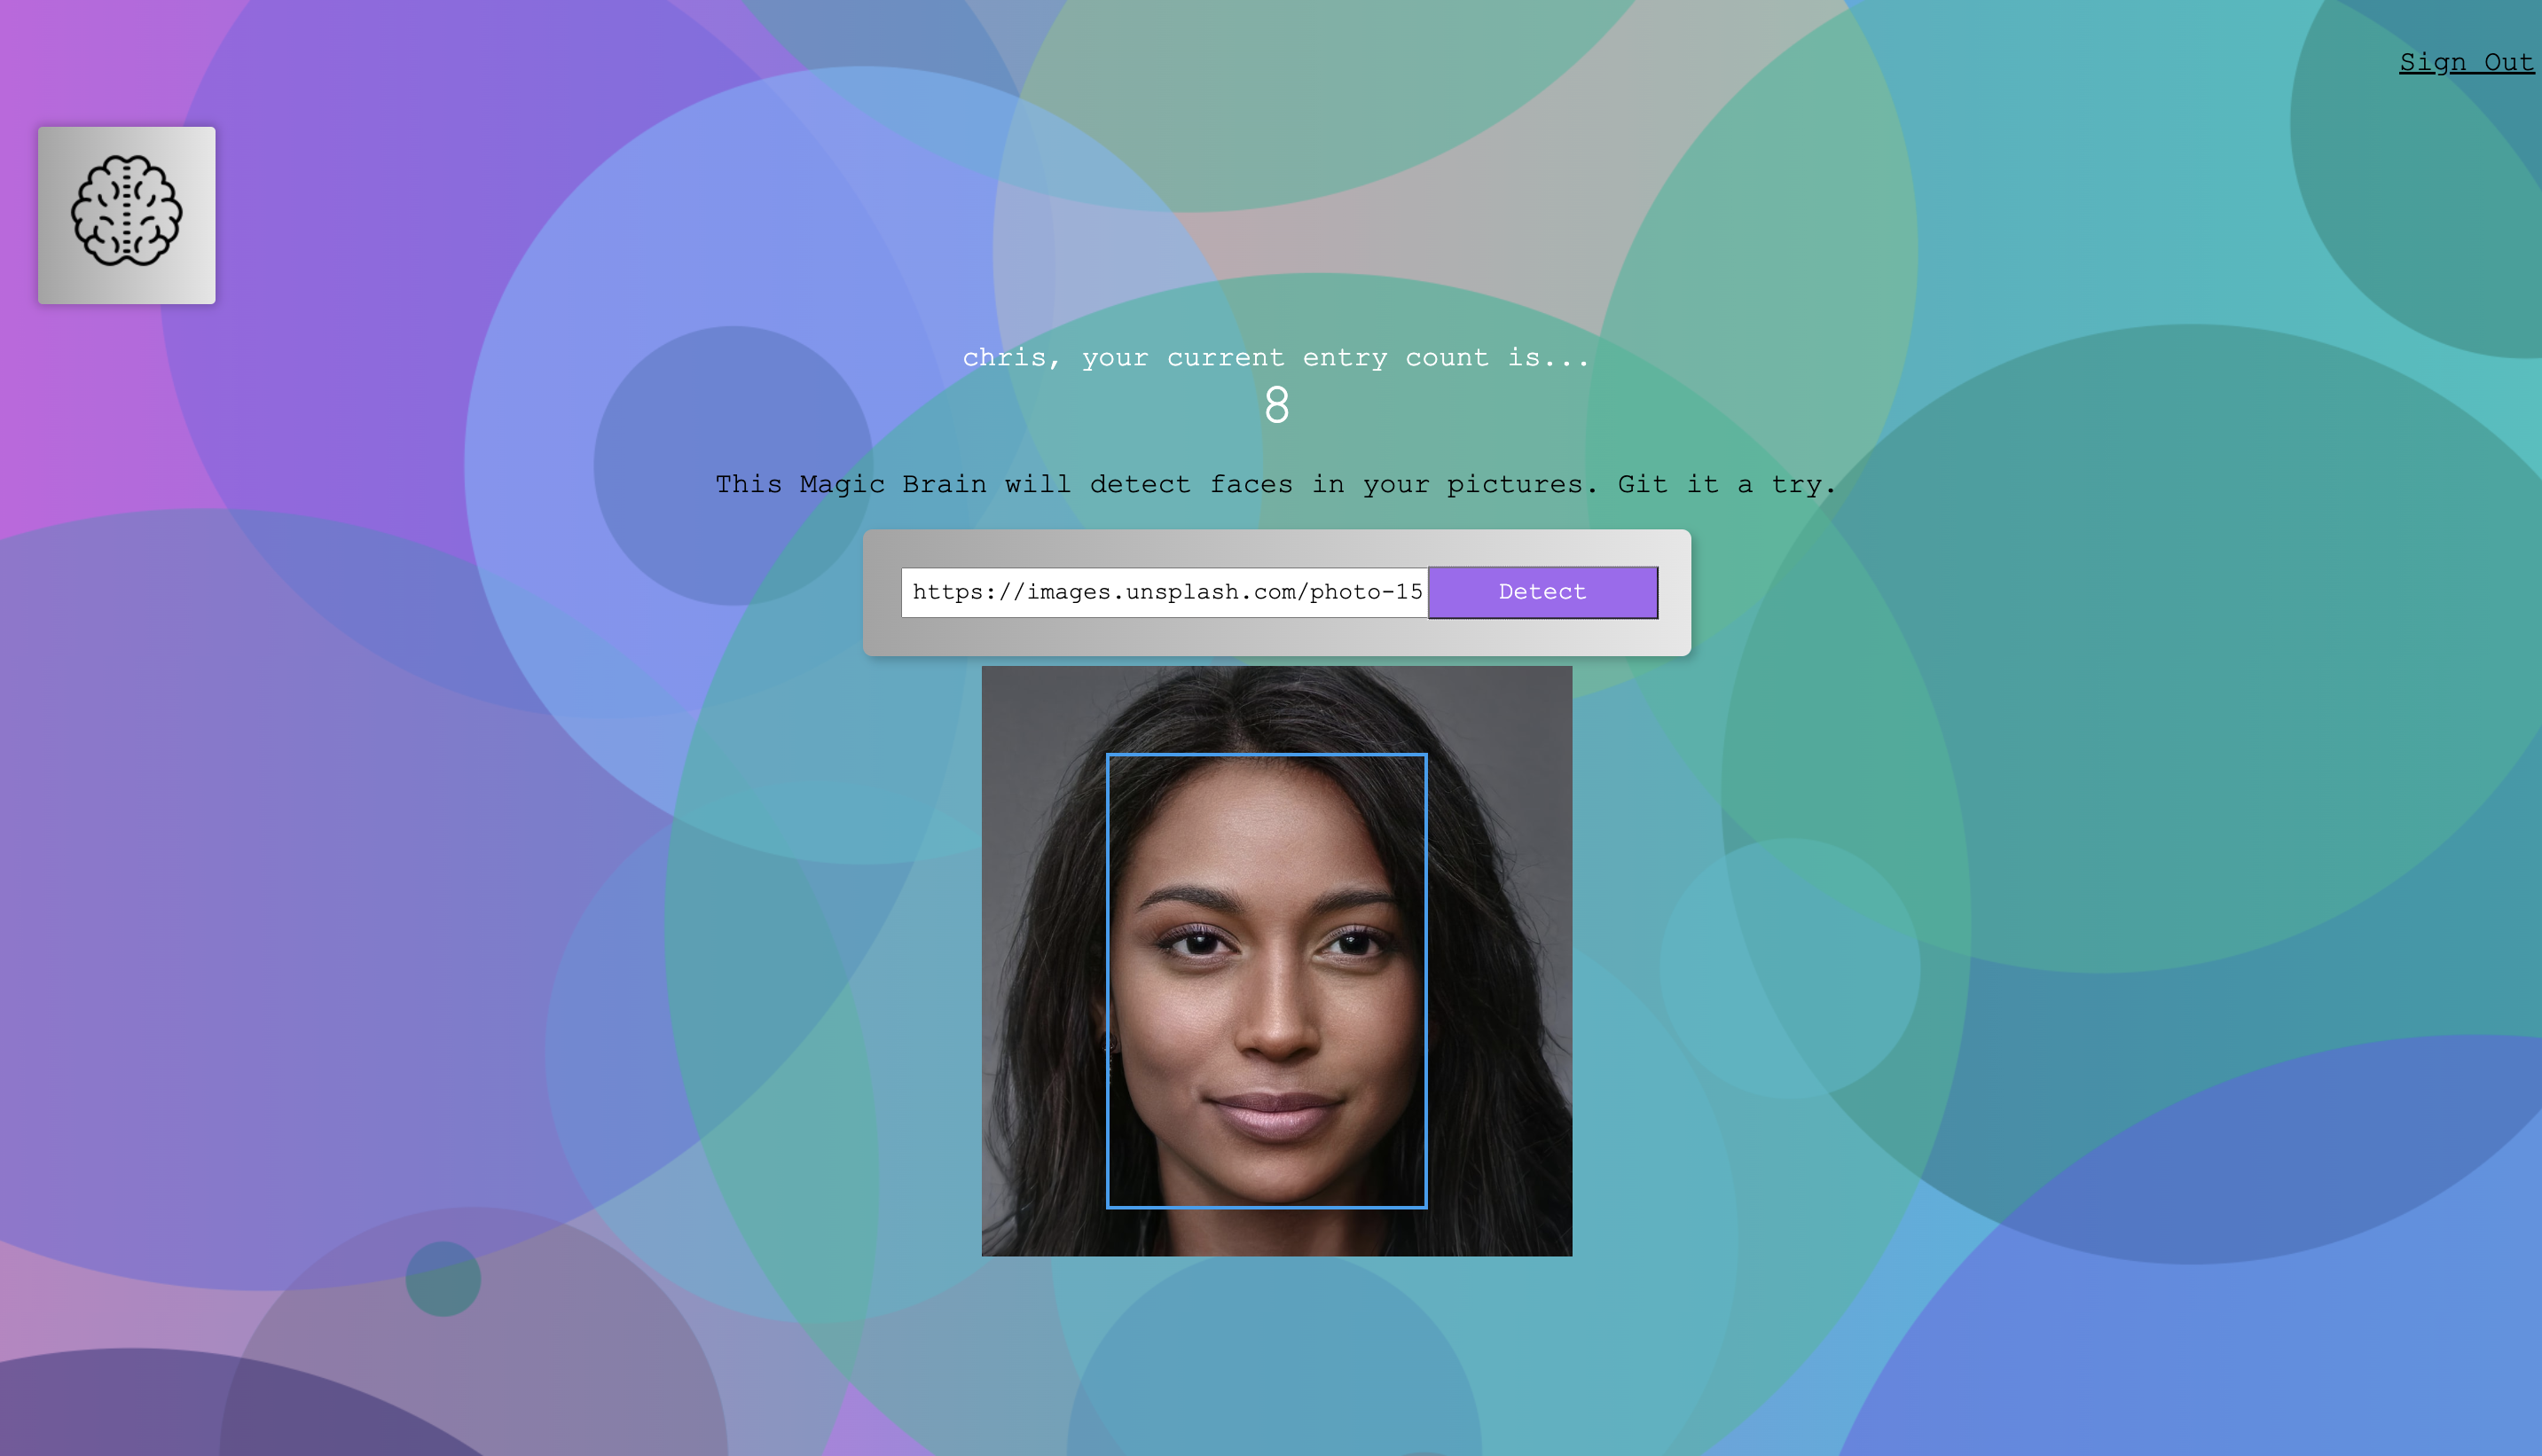 Sign Out
chris, your current entry count is...
8
This Magic Brain will detect faces in your pictures. Git it a try.
https://images.unsplash.com/photo-15
Detect